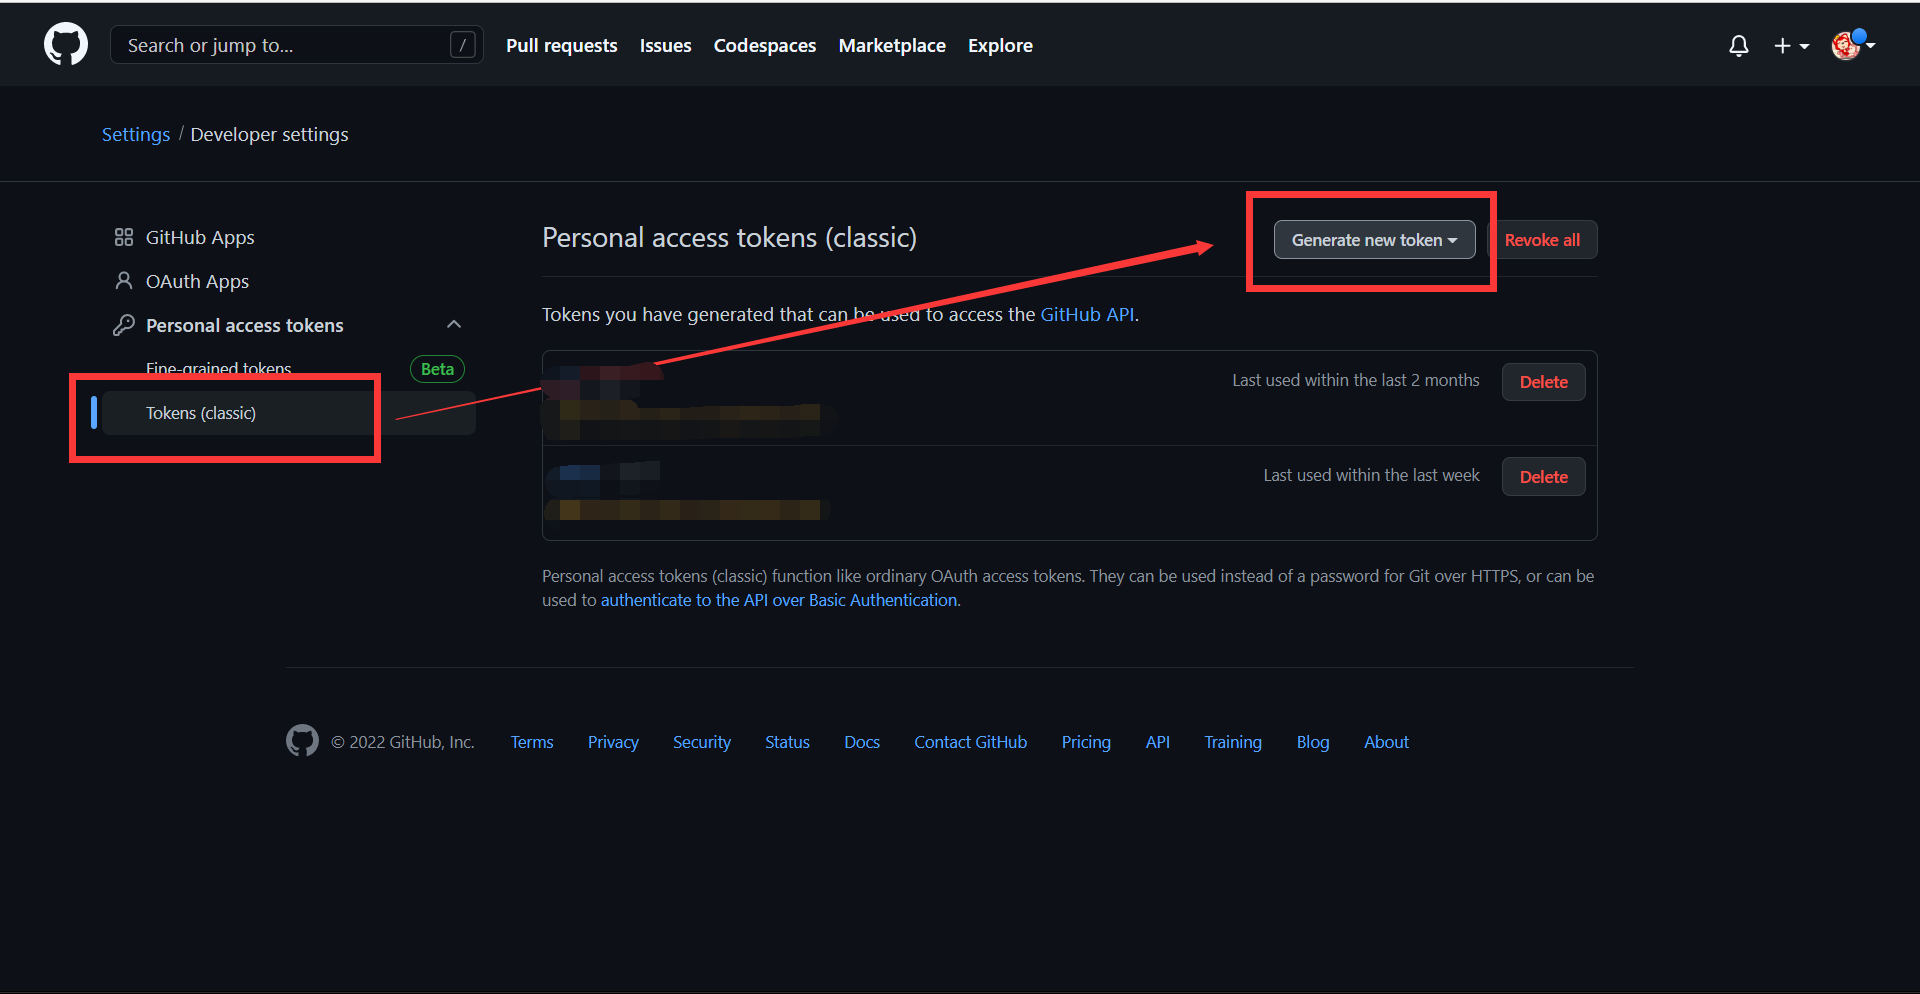 Search or jump to... /
Pull requests Issues Codespaces Marketplace Explore
Settings / Developer settings
GitHub Apps
OAuth Apps
Personal access tokens
Fine-grained tokens Beta
Tokens (classic)
Personal access tokens (classic)
Generate new token
Revoke all
Tokens you have generated that can be used to access the GitHub API.
Last used within the last 2 months Delete
Last used within the last week Delete
Personal access tokens (classic) function like ordinary OAuth access tokens. They can be used instead of a password for Git over HTTPS, or can be
used to authenticate to the API over Basic Authentication.
© 2022 GitHub, Inc. Terms Privacy Security Status Docs Contact GitHub Pricing API Training Blog About